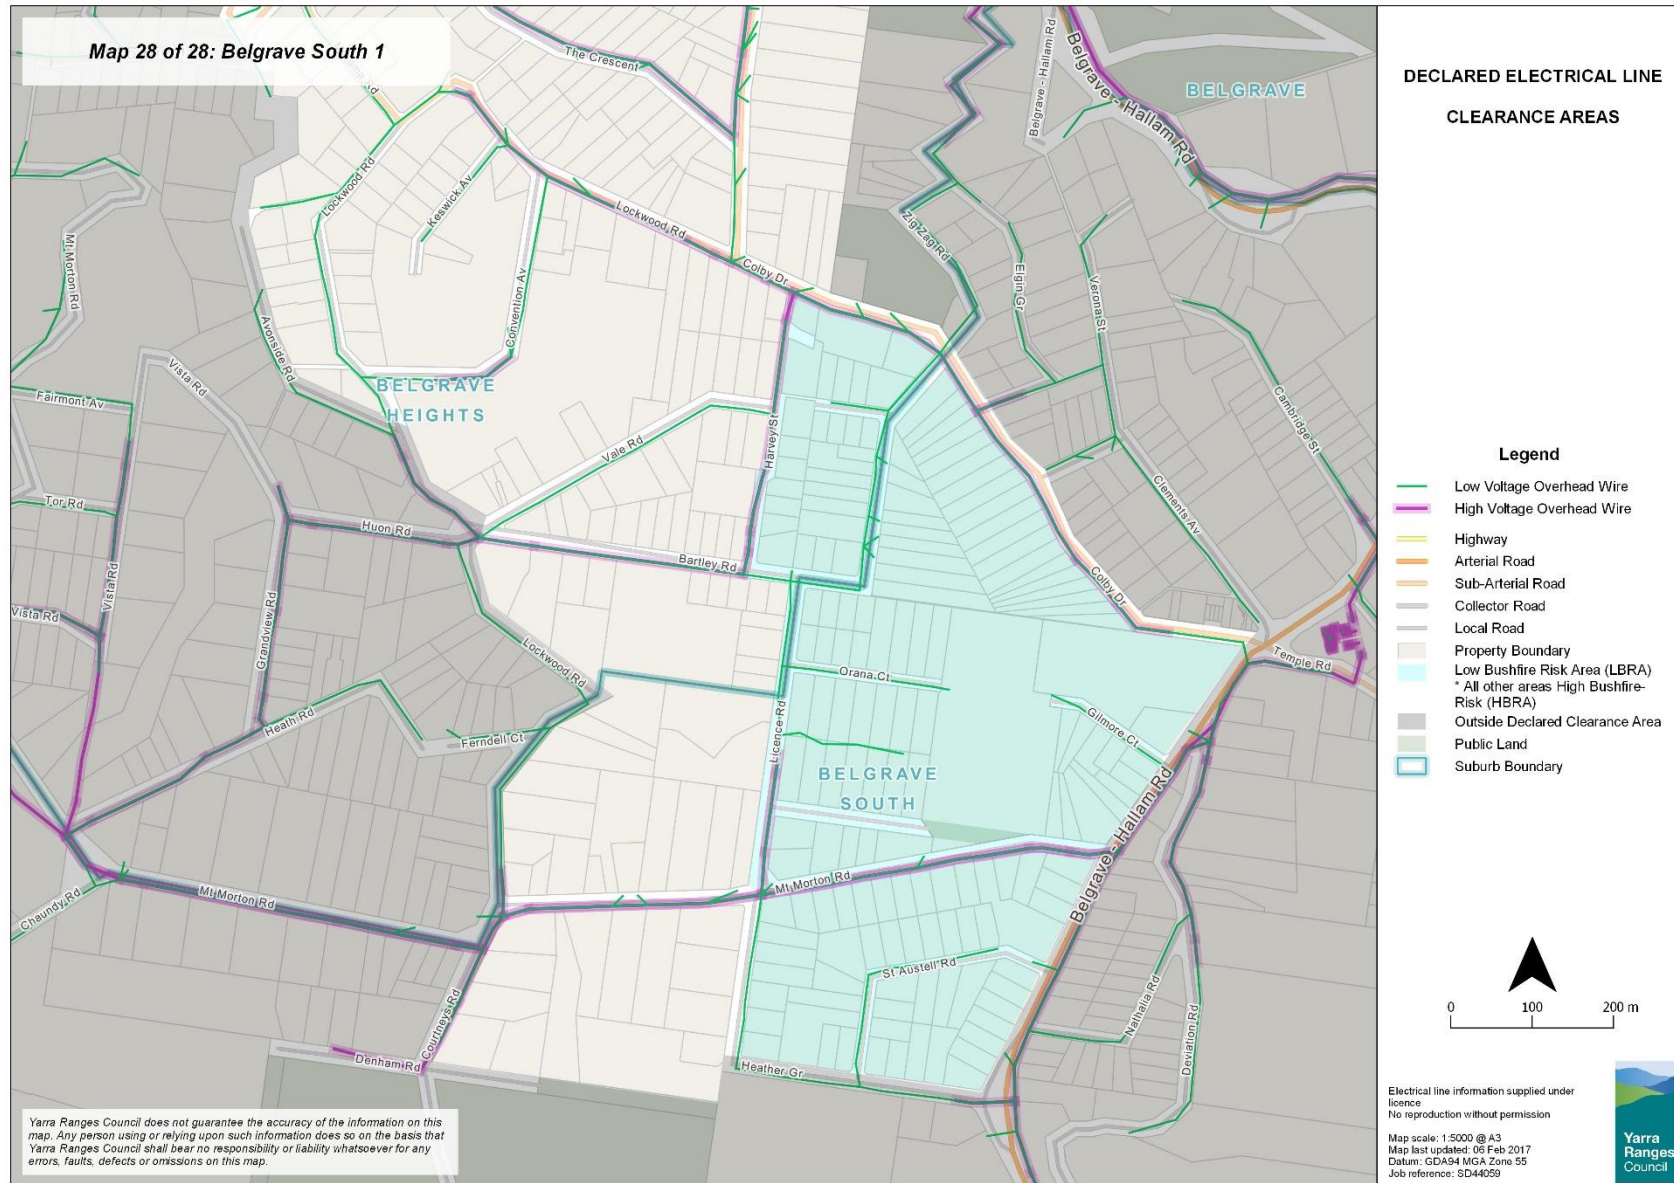 Map 28 of 28: Belgrave South 1
The Crescent
Belgrave - Hallam Rd
Belgrave - Hallam Rd
BELGRAVE
Lockwood Rd
Keswick Av
Lockwood Rd
Colby Dr
Zig Zag Rd
Elgin Gr
Verona St
Mt Morton Rd
Avonside Rd
Convention Av
Vista Rd
BELGRAVE
HEIGHTS
Fairmont Av
Cambridge St
Vale Rd
Harvey St
Tor Rd
Huon Rd
Clements Av
Bartley Rd
Colby Dr
Vista Rd
Vista Rd
Grandview Rd
Lockwood Rd
Temple Rd
Orana Ct
Licence Rd
Gilmore Ct
Heath Rd
Ferndell Ct
BELGRAVE
SOUTH
Belgrave - Hallam Rd
Mt Morton Rd
Mt Morton Rd
Chaundy Rd
St Austell Rd
Nathalia Rd
Deviation Rd
Courtneys Rd
Denham Rd
Heather Gr
Yarra Ranges Council does not guarantee the accuracy of the information on this
map. Any person using or relying upon such information does so on the basis that
Yarra Ranges Council shall bear no responsibility or liability whatsoever for any
errors, faults, defects or omissions on this map.
DECLARED ELECTRICAL LINE
CLEARANCE AREAS
Legend
Low Voltage Overhead Wire
High Voltage Overhead Wire
Highway
Arterial Road
Sub-Arterial Road
Collector Road
Local Road
Property Boundary
Low Bushfire Risk Area (LBRA)
* All other areas High Bushfire-
Risk (HBRA)
Outside Declared Clearance Area
Public Land
Suburb Boundary
0 100 200 m
Electrical line information supplied under
licence
No reproduction without permission
Map scale: 1:5000 @ A3
Map last updated: 06 Feb 2017
Datum: GDA94 MGA Zone 55
Job reference: SD44059
Yarra
Ranges
Council